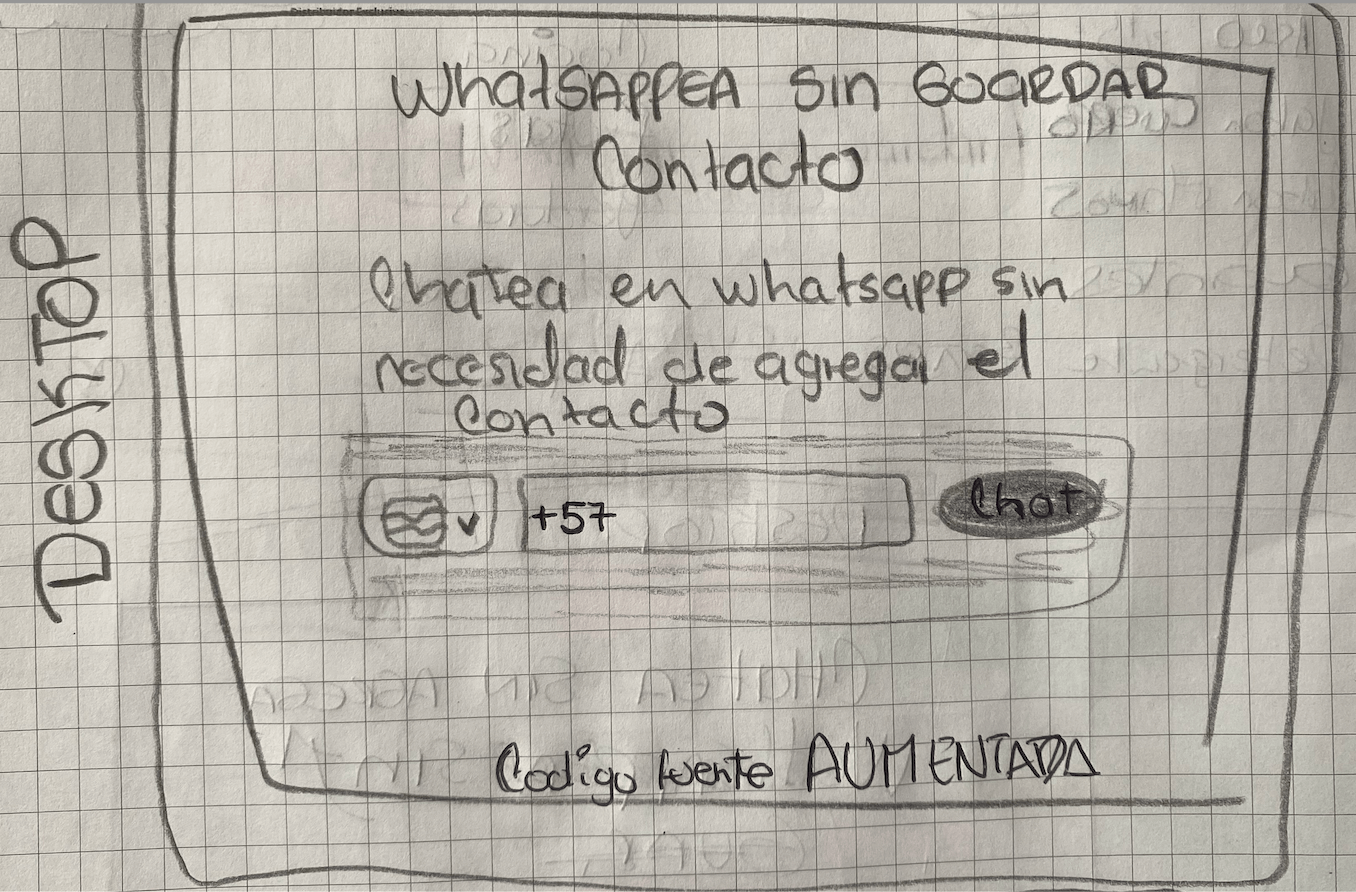 WhatSAPPEA Sin GUARDAR
Contacto
Chatea en whatsapp sin
necesidad de agregar el
Contacto
+57
Chat
Codigo fuente AUMENTADA
DeskTOP